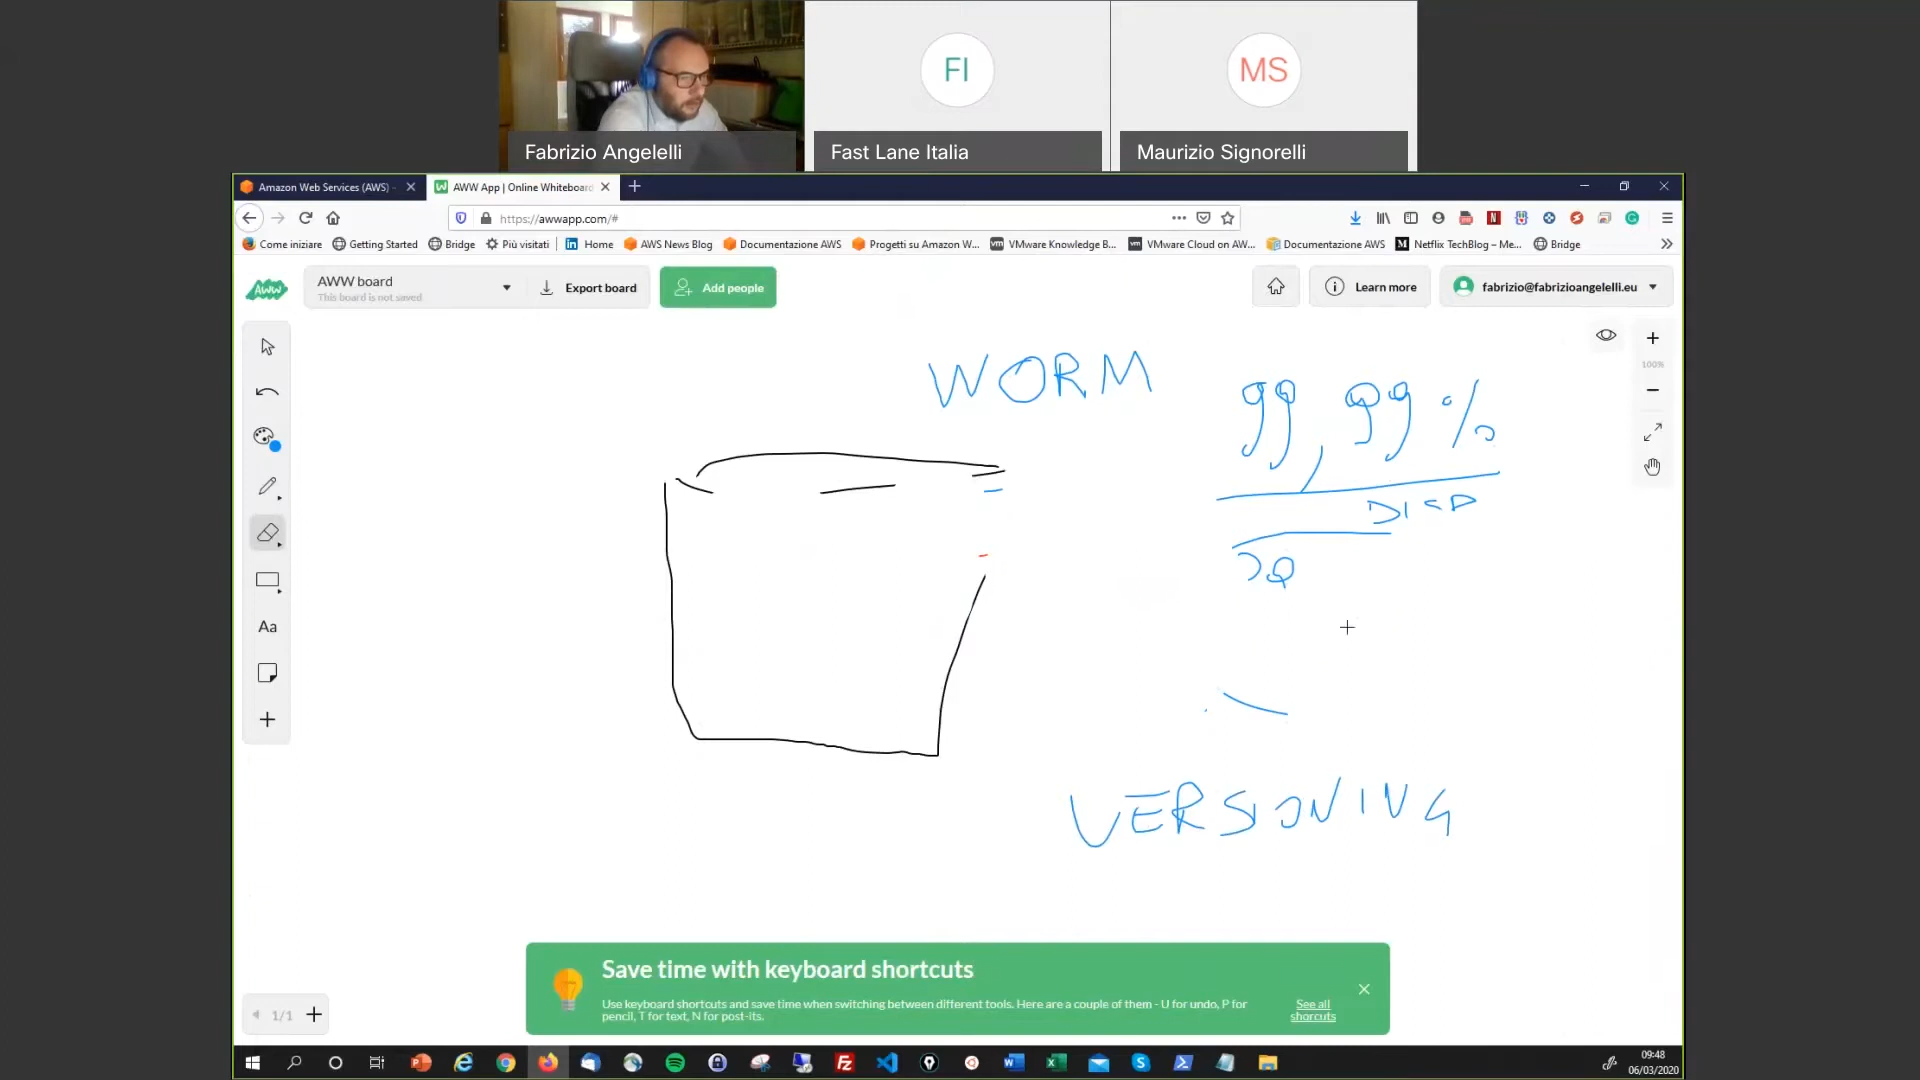 FI
MS
Fabrizio Angelelli
Fast Lane Italia
Maurizio Signorelli
Amazon Web Services (AWS) -
AWW App | Online Whiteboard
https://awwapp.com/#
Come iniziare
Getting Started
Bridge
Più visitati
Home
AWS News Blog
Documentazione AWS
Progetti su Amazon W...
VMware Knowledge B...
VMware Cloud on AW...
Documentazione AWS
Netflix TechBlog – Me...
Bridge
AWW
AWW board
This board is not saved
Export board
Add people
Learn more
fabrizio@fabrizioangelelli.eu
100%
WORM
99,99 %
Aa
VERSIONING
Save time with keyboard shortcuts
Use keyboard shortcuts and save time when switching between different tools. Here are a couple of them - U for undo, P for
pencil, T for text, N for post-its.
See all
shorcuts
1/1
09:48
06/03/2020